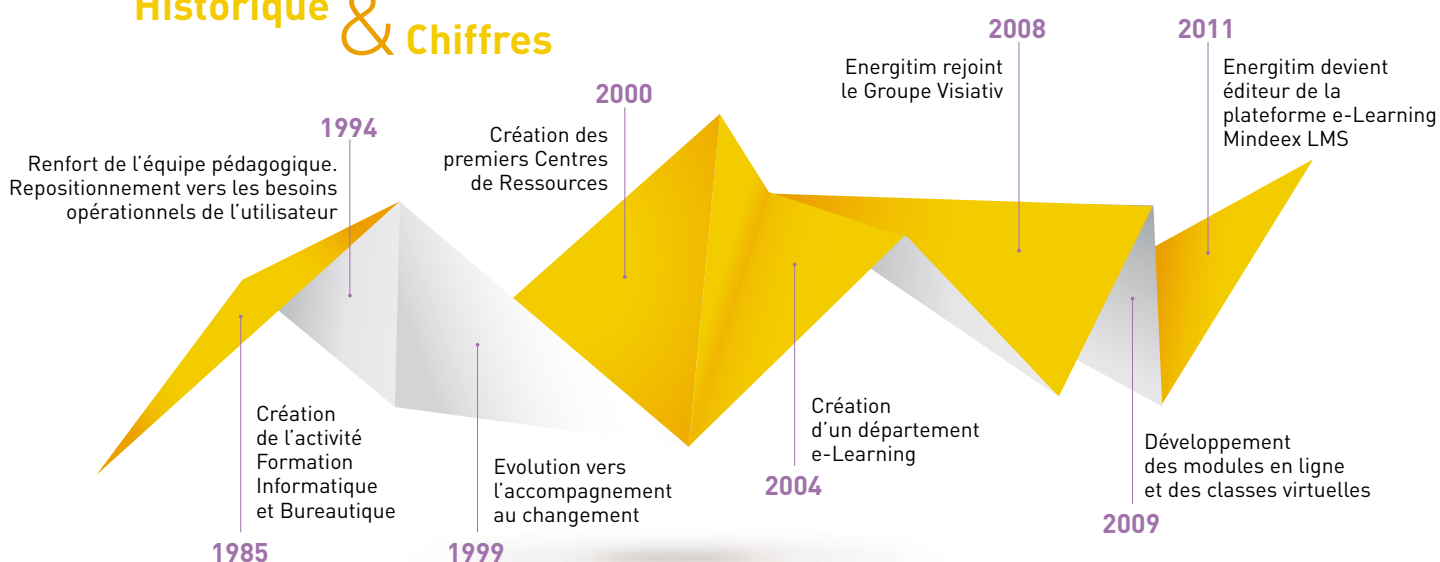 Historique
& Chiffres
1985
Création
de l’activité
Formation
Informatique
et Bureautique
1994
Renfort de l’équipe pédagogique.
Repositionnement vers les besoins
opérationnels de l’utilisateur
1999
Evolution vers
l’accompagnement
au changement
2000
Création des
premiers Centres
de Ressources
2004
Création
d’un département
e-Learning
2008
Energitim rejoint
le Groupe Visiativ
2009
Développement
des modules en ligne
et des classes virtuelles
2011
Energitim devient
éditeur de la
plateforme e-Learning
Mindeex LMS